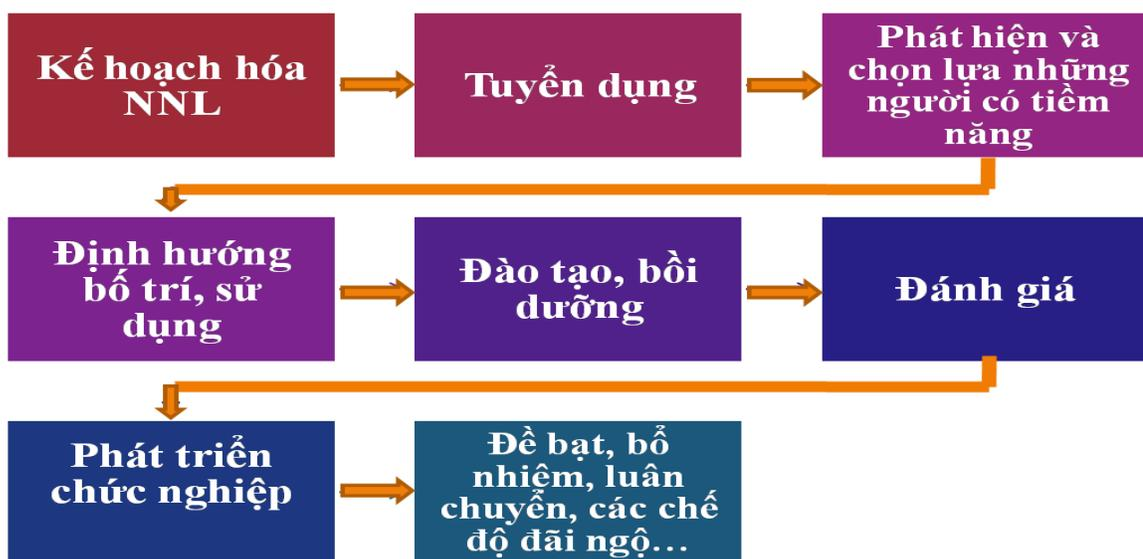 Kế hoạch hóa
NNL
Tuyển dụng
Phát hiện và
chọn lựa những
người có tiềm
năng
Định hướng
bố trí, sử
dụng
Đào tạo, bồi
dưỡng
Đánh giá
Phát triển
chức nghiệp
Đề bạt, bổ
nhiệm, luân
chuyển, các chế
độ đãi ngộ...